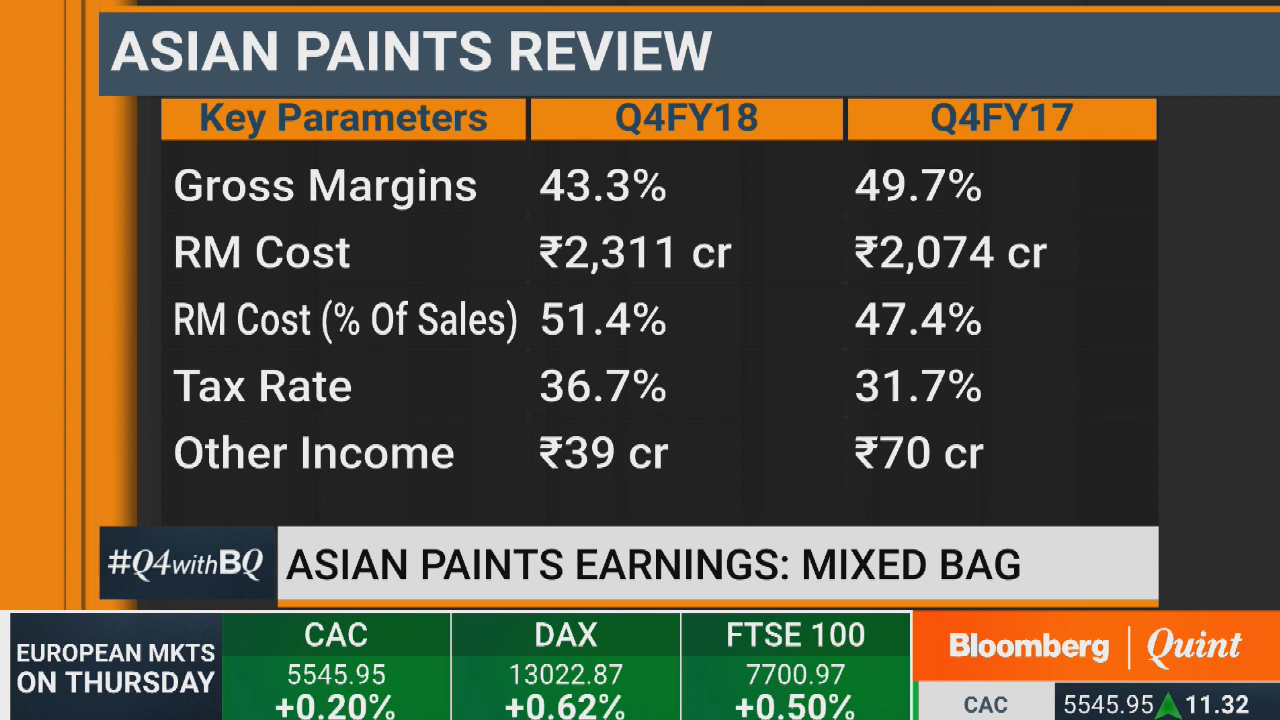 ASIAN PAINTS REVIEW
Key Parameters Q4FY18 Q4FY17
Gross Margins 43.3% 49.7%
RM Cost ₹2,311 cr ₹2,074 cr
RM Cost (% Of Sales) 51.4% 47.4%
Tax Rate 36.7% 31.7%
Other Income ₹39 cr ₹70 cr
#Q4withBQ ASIAN PAINTS EARNINGS: MIXED BAG
EUROPEAN MKTS
ON THURSDAY
CAC
5545.95
+0.20%
DAX
13022.87
+0.62%
FTSE 100
7700.97
+0.50%
Bloomberg | Quint
CAC 5545.95 11.32